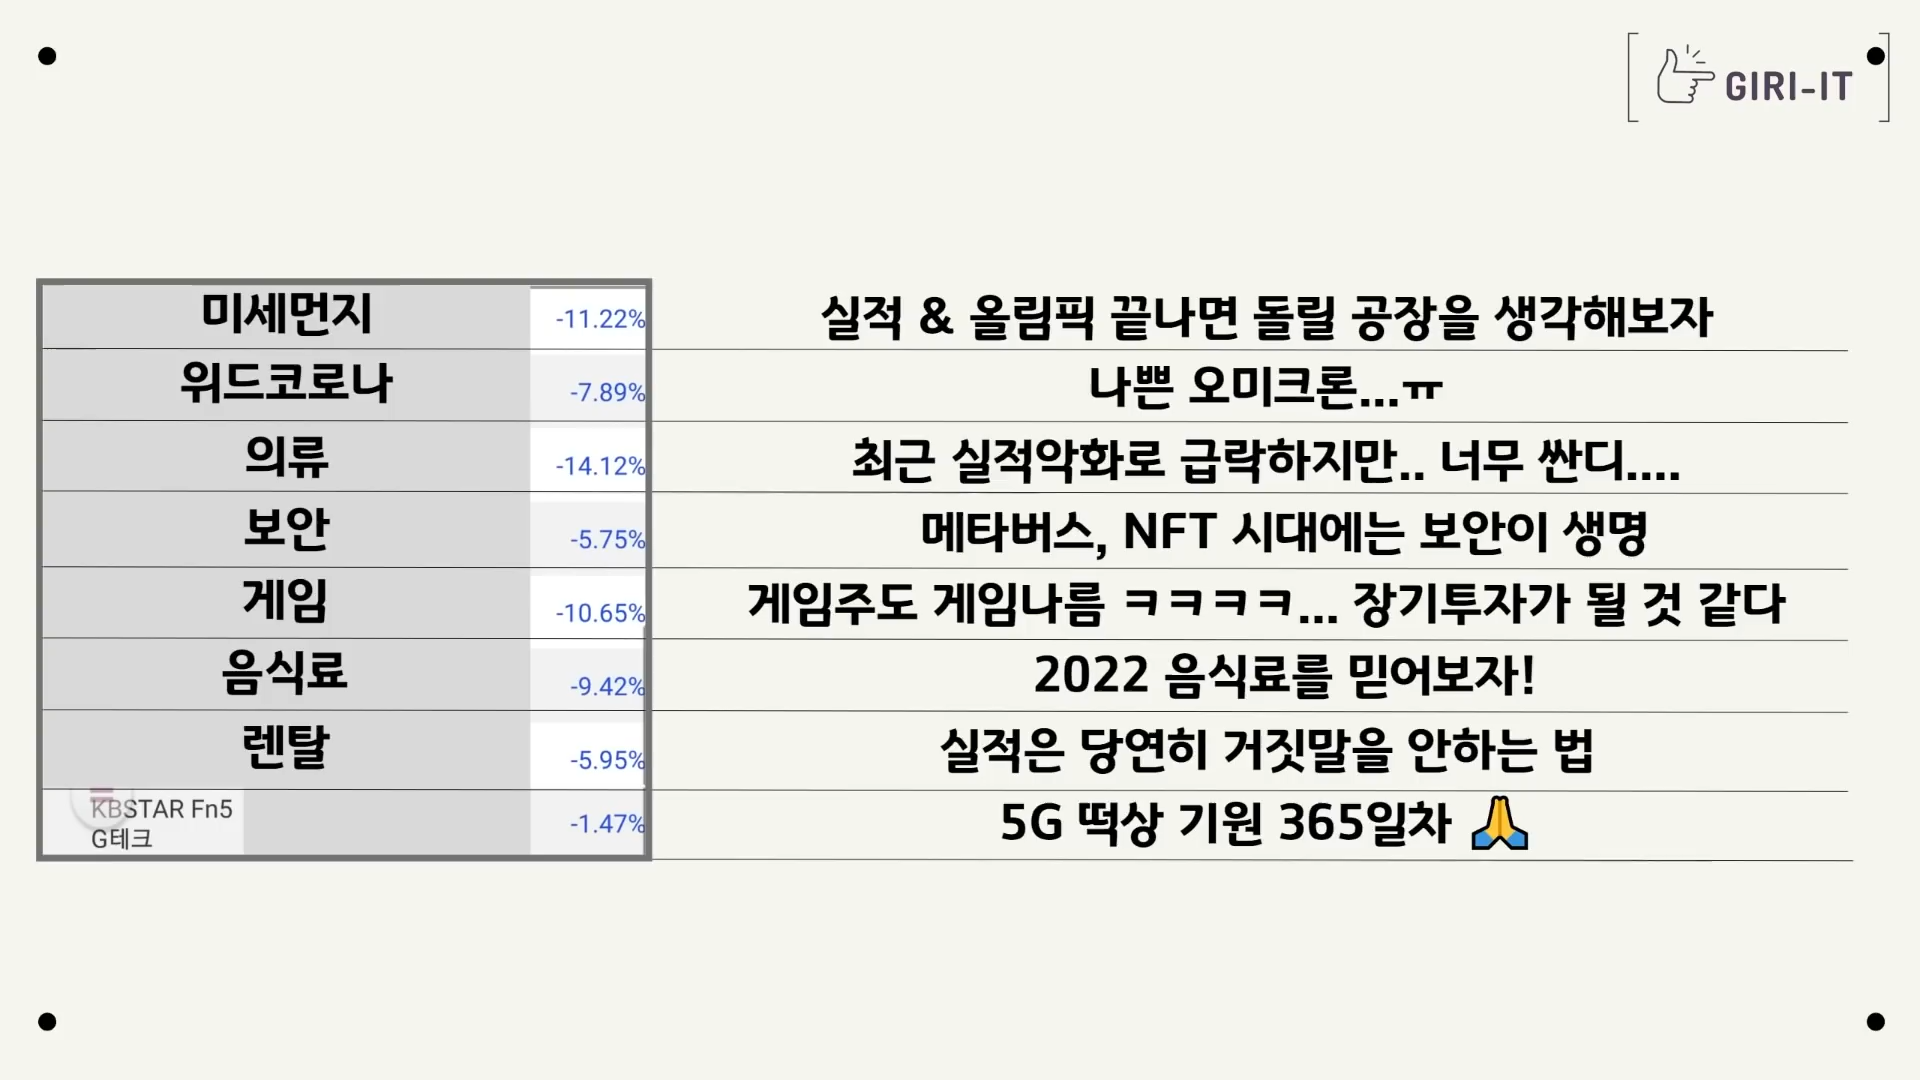 GIRI-IT
미세먼지 -11.22% 실적 & 올림픽 끝나면 돌릴 공장을 생각해보자
위드코로나 -7.89% 나쁜 오미크론...ㅠ
의류 -14.12% 최근 실적악화로 급락하지만.. 너무 싼디....
보안 -5.75% 메타버스, NFT 시대에는 보안이 생명
게임 -10.65% 게임주도 게임나름 ㅋㅋㅋㅋ... 장기투자가 될 것 같다
음식료 -9.42% 2022 음식료를 믿어보자!
렌탈 -5.95% 실적은 당연히 거짓말을 안하는 법
KBSTAR Fn5
G테크 -1.47% 5G 떡상 기원 365일차 🙏